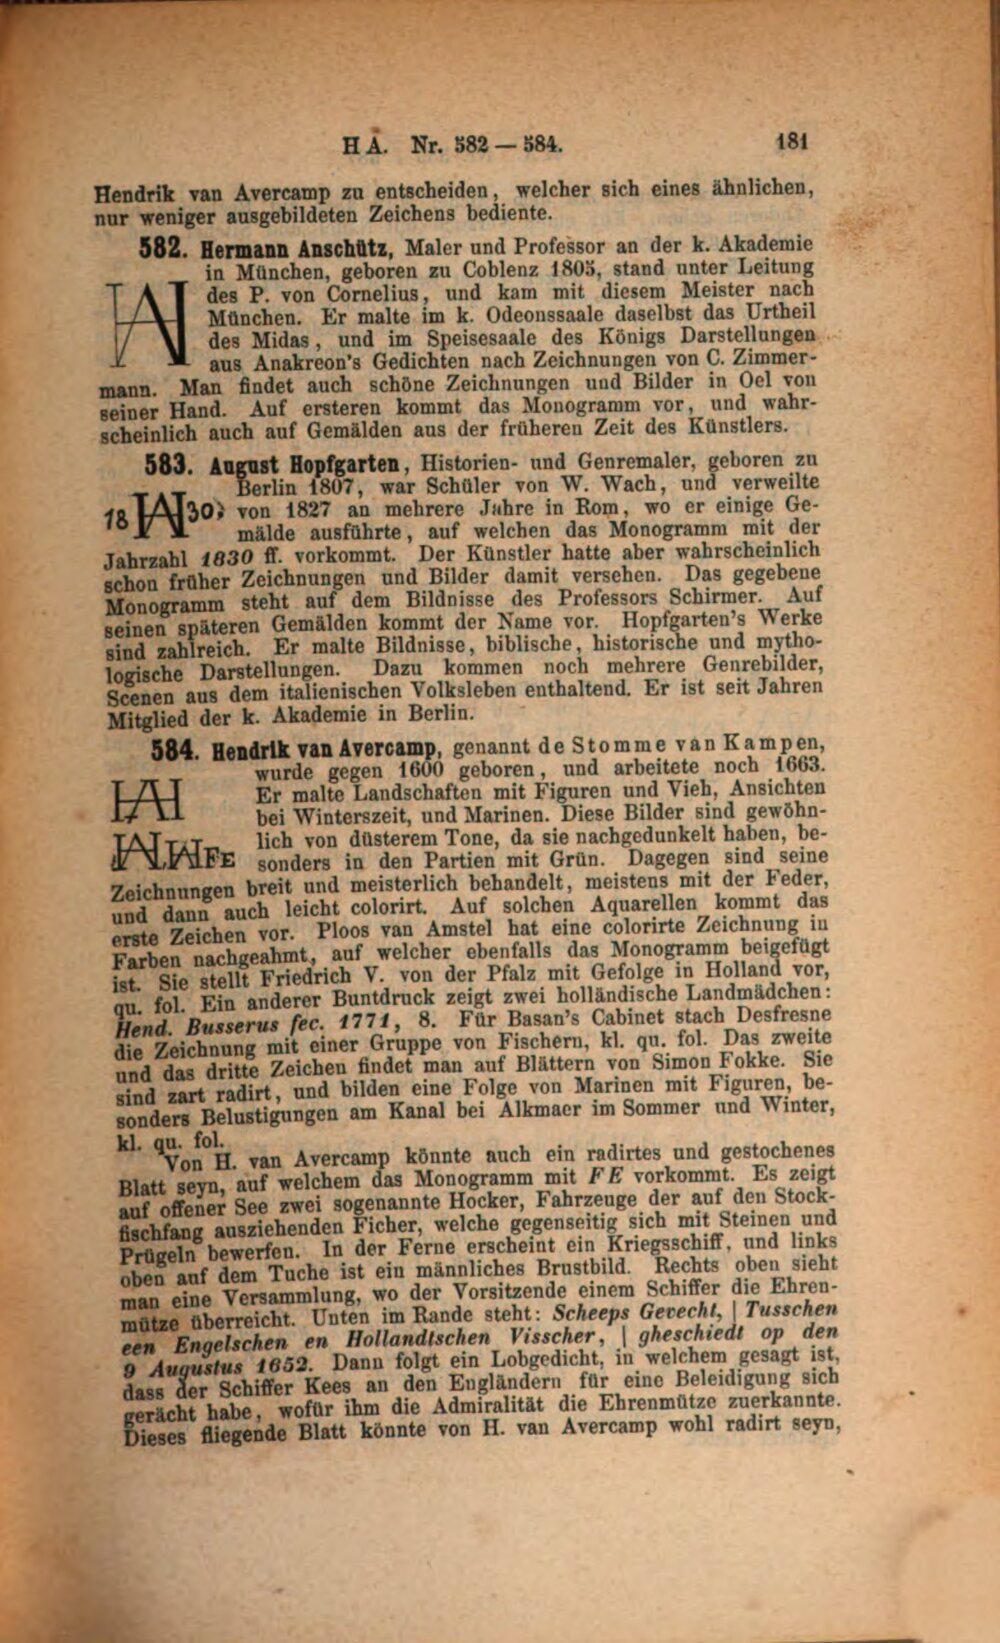 HA. Nr. 582 — 584. 181
Hendrik van Avercamp zu entscheiden, welcher sich eines ähnlichen,
nur weniger ausgebildeten Zeichens bediente.
582. Hermann Anschütz, Maler und Professor an der k. Akademie
in München, geboren zu Coblenz 1805, stand unter Leitung
des P. von Cornelius, und kam mit diesem Meister nach
München. Er malte im k. Odeonssaale daselbst das Urtheil
des Midas, und im Speisesaale des Königs Darstellungen
aus Anakreon's Gedichten nach Zeichnungen von C. Zimmer-
mann. Man findet auch schöne Zeichnungen und Bilder in Oel von
seiner Hand. Auf ersteren kommt das Monogramm vor, und wahr-
scheinlich auch auf Gemälden aus der früheren Zeit des Künstlers.
583. August Hopfgarten, Historien- und Genremaler, geboren zu
Berlin 1807, war Schüler von W. Wach, und verweilte
18 HA 30) von 1827 an mehrere Jahre in Rom, wo er einige Ge-
mälde ausführte, auf welchen das Monogramm mit der
Jahrzahl 1830 ff. vorkommt. Der Künstler hatte aber wahrscheinlich
schon früher Zeichnungen und Bilder damit versehen. Das gegebene
Monogramm steht auf dem Bildnisse des Professors Schirmer. Auf
seinen späteren Gemälden kommt der Name vor. Hopfgarten's Werke
sind zahlreich. Er malte Bildnisse, biblische, historische und mytho-
logische Darstellungen. Dazu kommen noch mehrere Genrebilder,
Scenen aus dem italienischen Volksleben enthaltend. Er ist seit Jahren
Mitglied der k. Akademie in Berlin.
584. Hendrik van Avercamp, genannt de Stomme van Kampen,
wurde gegen 1600 geboren, und arbeitete noch 1663.
HA Er malte Landschaften mit Figuren und Vieh, Ansichten
bei Winterszeit, und Marinen. Diese Bilder sind gewöhn-
HA. HA FE lich von düsterem Tone, da sie nachgedunkelt haben, be-
sonders in den Partien mit Grün. Dagegen sind seine
Zeichnungen breit und meisterlich behandelt, meistens mit der Feder,
und dann auch leicht colorirt. Auf solchen Aquarellen kommt das
erste Zeichen vor. Ploos van Amstel hat eine colorirte Zeichnung in
Farben nachgeahmt, auf welcher ebenfalls das Monogramm beigefügt
ist. Sie stellt Friedrich V. von der Pfalz mit Gefolge in Holland vor,
qu. fol. Ein anderer Buntdruck zeigt zwei holländische Landmädchen:
Hend. Busserus fec. 1771, 8. Für Basan's Cabinet stach Desfresne
die Zeichnung mit einer Gruppe von Fischern, kl. qu. fol. Das zweite
und das dritte Zeichen findet man auf Blättern von Simon Fokke. Sie
sind zart radirt, und bilden eine Folge von Marinen mit Figuren, be-
sonders Belustigungen am Kanal bei Alkmaer im Sommer und Winter,
kl. qu. fol.
Von H. van Avercamp könnte auch ein radirtes und gestochenes
Blatt seyn, auf welchem das Monogramm mit FE vorkommt. Es zeigt
auf offener See zwei sogenannte Hocker, Fahrzeuge der auf den Stock-
fischfang ausziehenden Ficher, welche gegenseitig sich mit Steinen und
Prügeln bewerfen. In der Ferne erscheint ein Kriegsschiff, und links
oben auf dem Tuche ist ein männliches Brustbild. Rechts oben sieht
man eine Versammlung, wo der Vorsitzende einem Schiffer die Ehren-
mütze überreicht. Unten im Rande steht: Scheeps Gevecht, | Tusschen
een Engelschen en Hollandtschen Visscher, | gheschiedt op den
9 Augustus 1652. Dann folgt ein Lobgedicht, in welchem gesagt ist,
dass der Schiffer Kees an den Engländern für eine Beleidigung sich
gerächt habe, wofür ihm die Admiralität die Ehrenmütze zuerkannte.
Dieses fliegende Blatt könnte von H. van Avercamp wohl radirt seyn,